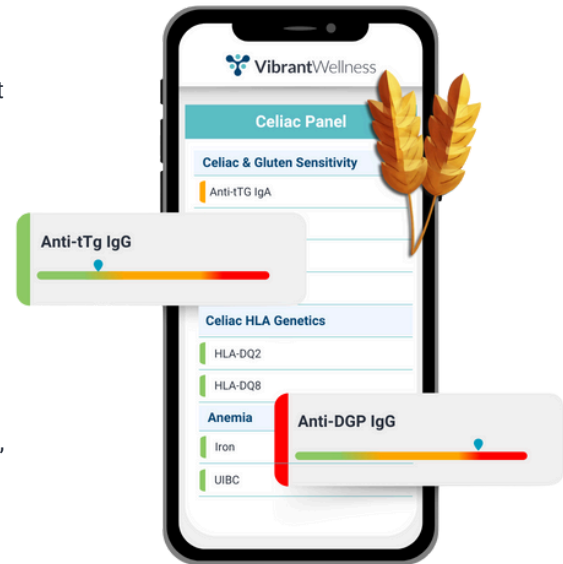 VibrantWellness
t
Celiac Panel
Celiac & Gluten Sensitivity
Anti-tTG IgA
Anti-tTg IgG
Celiac HLA Genetics
HLA-DQ2
HLA-DQ8
Anemia
Anti-DGP IgG
Iron
,
UIBC